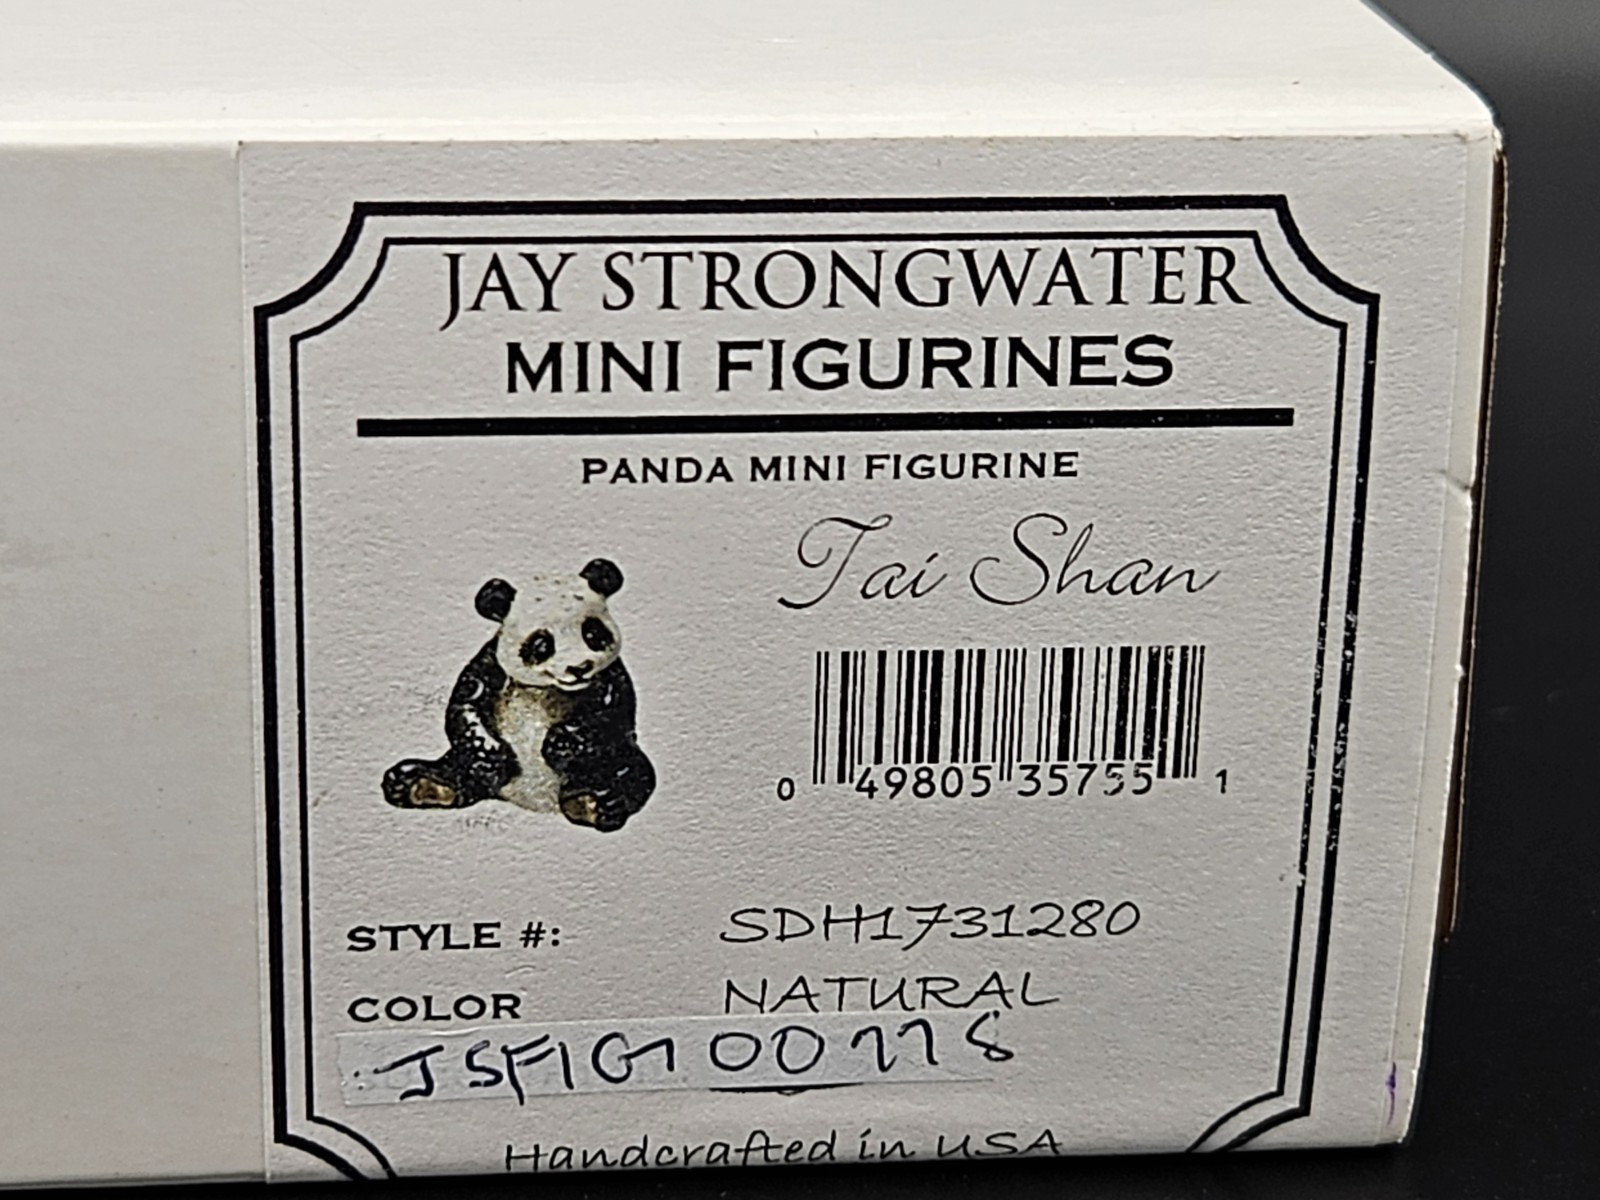 JAY STRONGWATER
MINI FIGURINES
PANDA MINI FIGURINE
Tai Shan
0 49805 35755 1
STYLE #: SDH1731280
COLOR NATURAL
JSFIG00778
Handcrafted in USA